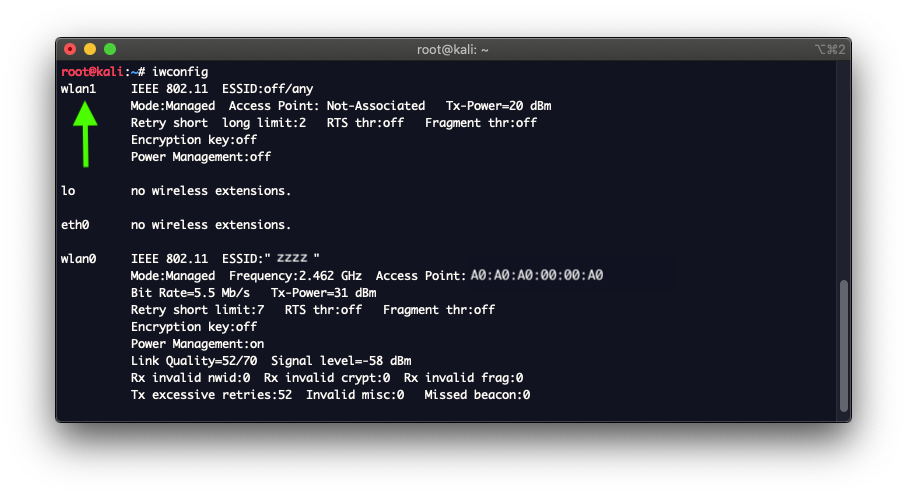 root@kali: ~
⌥⌘2
root@kali:~# iwconfig
wlan1     IEEE 802.11  ESSID:off/any
          Mode:Managed  Access Point: Not-Associated   Tx-Power=20 dBm
          Retry short  long limit:2   RTS thr:off   Fragment thr:off
          Encryption key:off
          Power Management:off
lo        no wireless extensions.
eth0      no wireless extensions.
wlan0     IEEE 802.11  ESSID:" zzzz "
          Mode:Managed  Frequency:2.462 GHz  Access Point: A0:A0:A0:00:00:A0
          Bit Rate=5.5 Mb/s   Tx-Power=31 dBm
          Retry short limit:7   RTS thr:off   Fragment thr:off
          Encryption key:off
          Power Management:on
          Link Quality=52/70  Signal level=-58 dBm
          Rx invalid nwid:0  Rx invalid crypt:0  Rx invalid frag:0
          Tx excessive retries:52  Invalid misc:0   Missed beacon:0